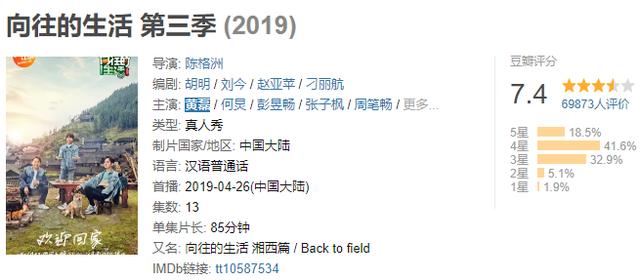 向往的生活 第三季 (2019)
向往的生活
欢迎回家
导演: 陈格洲
编剧: 胡明 / 刘今 / 赵亚苹 / 刁丽航
主演: 黄磊 / 何炅 / 彭昱畅 / 张子枫 / 周笔畅 / 更多...
类型: 真人秀
制片国家/地区: 中国大陆
语言: 汉语普通话
首播: 2019-04-26(中国大陆)
集数: 13
单集片长: 85分钟
又名: 向往的生活 湘西篇 / Back to field
IMDb链接: tt10587534
豆瓣评分
7.4
69873人评价
5星 18.5%
4星 41.6%
3星 32.9%
2星 5.1%
1星 1.9%